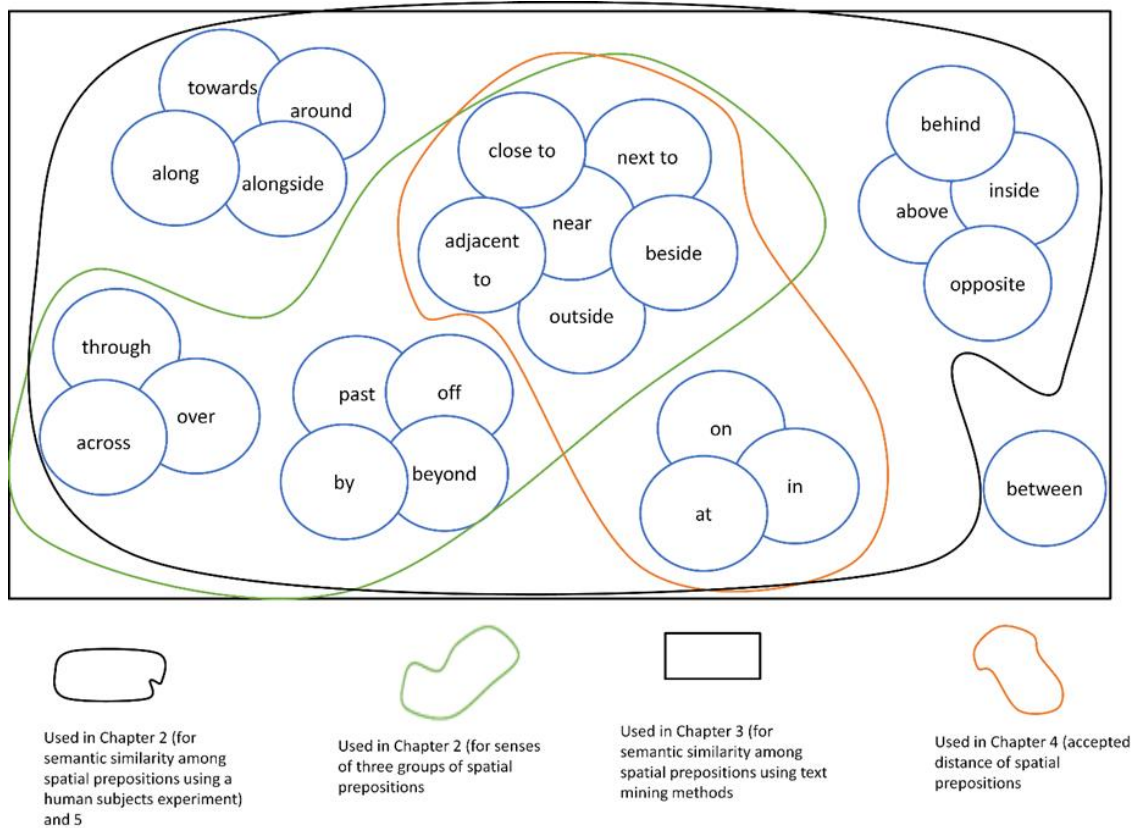 towards
around
along
alongside
close to
next to
near
adjacent
to
beside
outside
behind
inside
above
opposite
through
over
across
past
off
by
beyond
on
in
at
between
Used in Chapter 2 (for
semantic similarity among
spatial prepositions using a
human subjects experiment)
and 5
Used in Chapter 2 (for senses
of three groups of spatial
prepositions
Used in Chapter 3 (for
semantic similarity among
spatial prepositions using text
mining methods
Used in Chapter 4 (accepted
distance of spatial
prepositions